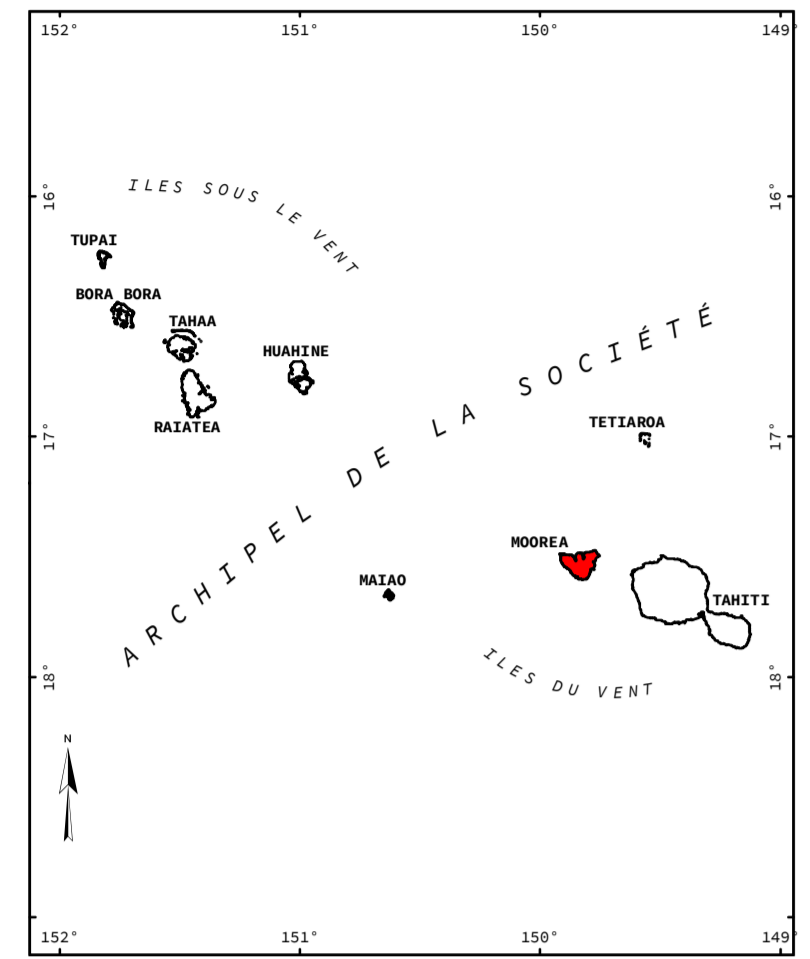 152° 151° 150° 149°
16° 16°
ILES SOUS LE VENT
TUPAI
BORA BORA
TAHAA
HUAHINE
RAIATEA
ARCHIPEL DE LA SOCIÉTÉ
TETIAROA
17° 17°
MOOREA
MAIAO
TAHITI
ILES DU VENT
18° 18°
N
152° 151° 150° 149°